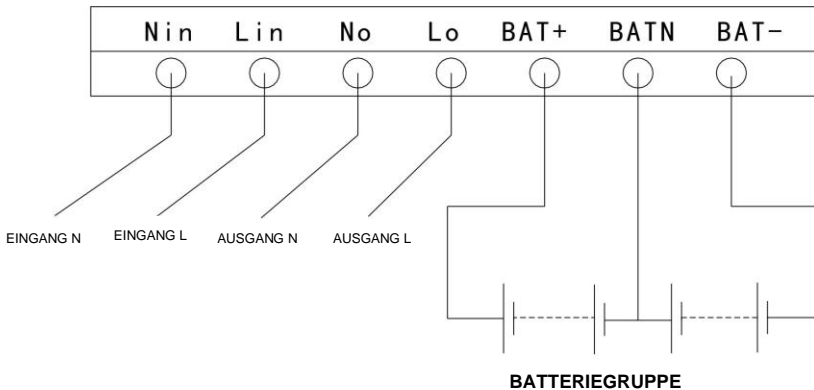 Nin Lin No Lo BAT+ BATN BAT-
EINGANG N EINGANG L AUSGANG N AUSGANG L
BATTERIEGRUPPE